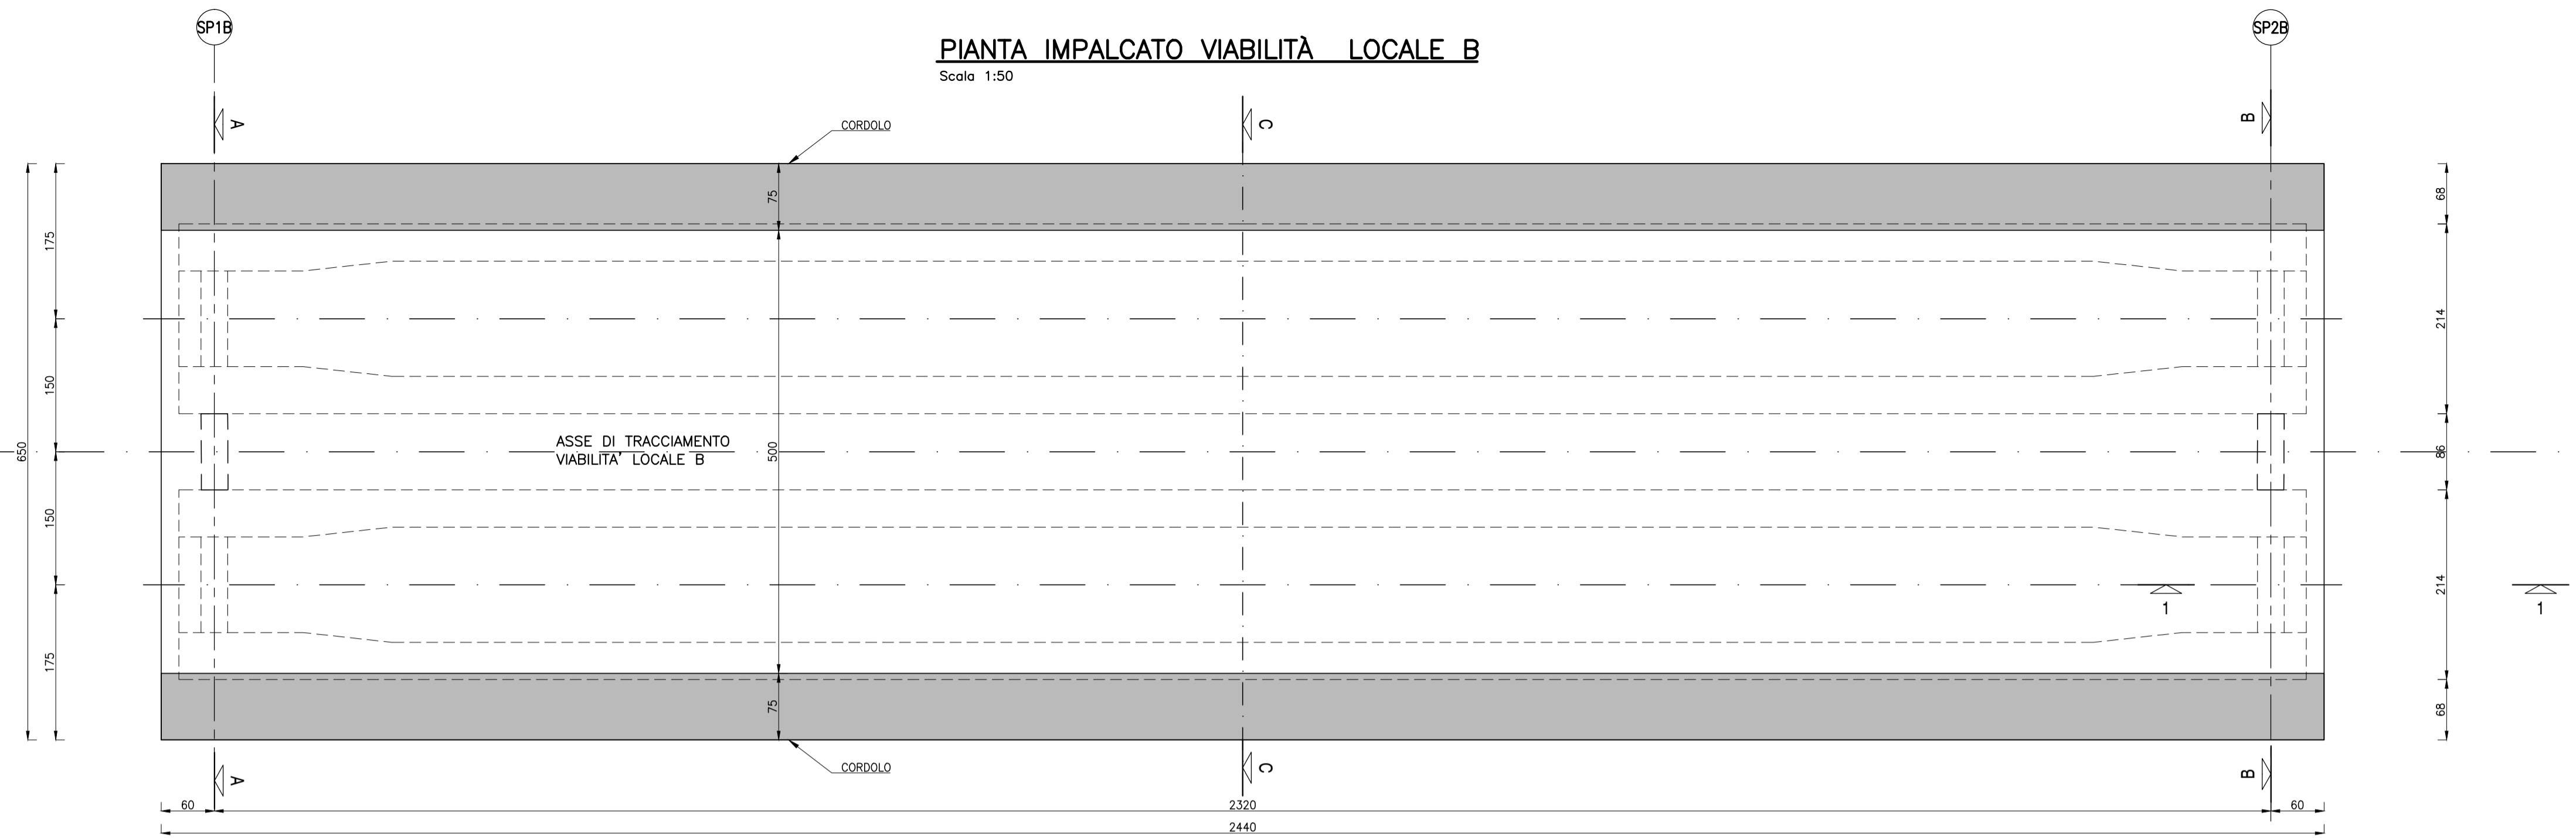 SP1B
SP2B
PIANTA IMPALCATO VIABILITÀ LOCALE B
Scala 1:50
A
C
B
CORDOLO
75
68
175
214
150
650
ASSE DI TRACCIAMENTO
VIABILITA' LOCALE B
500
86
150
214
1
1
175
75
68
CORDOLO
A
C
B
60
2320
60
2440